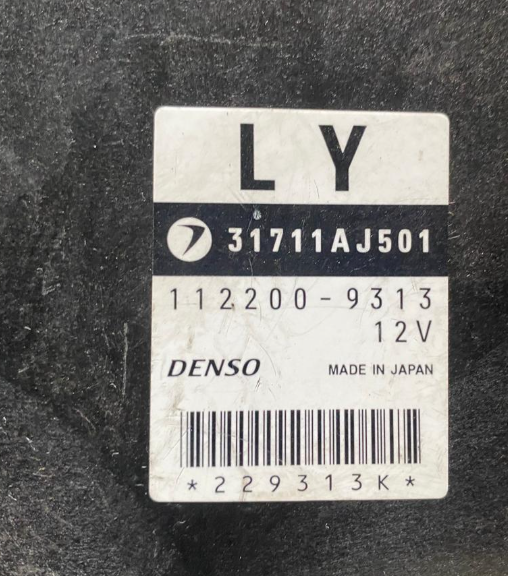 L Y
31711AJ501
112200-9313
12V
DENSO MADE IN JAPAN
*229313K*